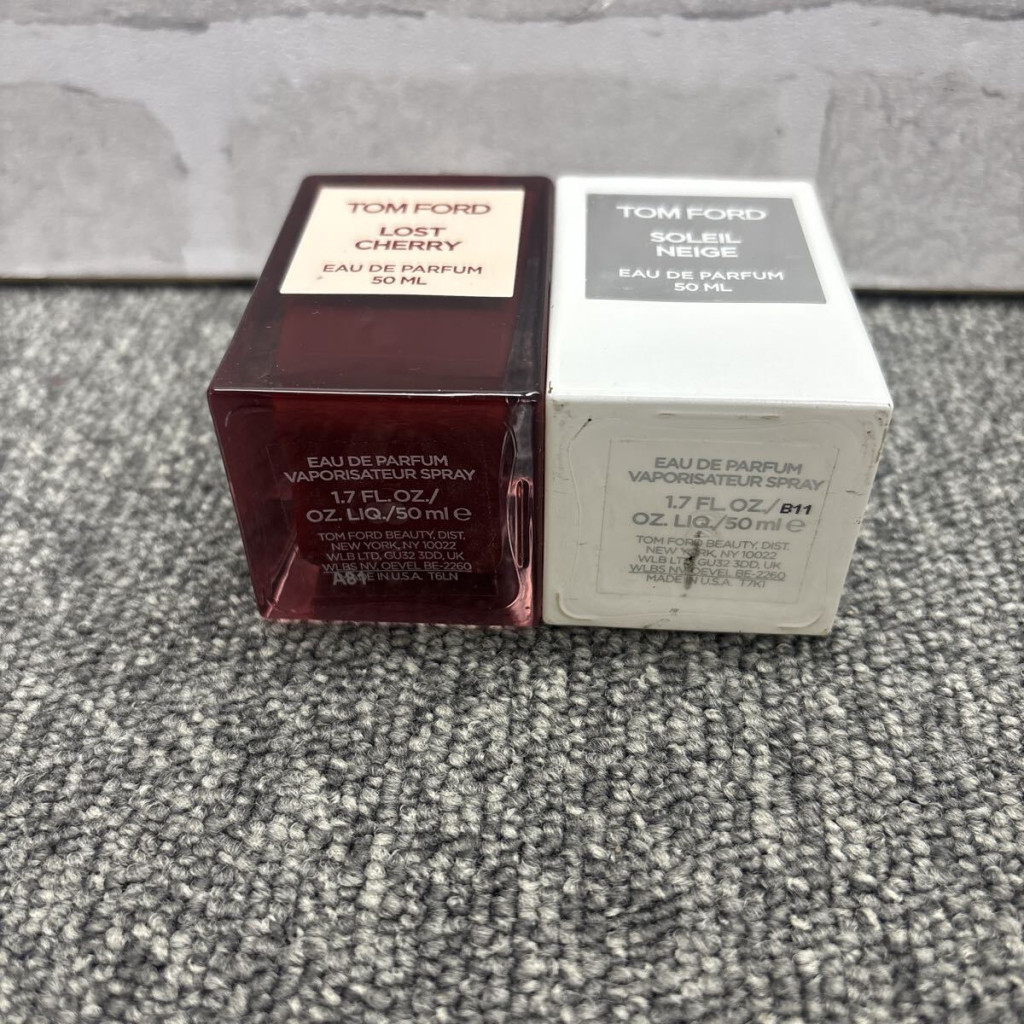 TOM FORD
LOST
CHERRY
EAU DE PARFUM
50 ML
EAU DE PARFUM
VAPORISATEUR SPRAY
1.7 FL.OZ./
OZ. LIQ./50 ml ℮
TOM FORD BEAUTY, DIST.
NEW YORK, NY 10022
WLB LTD, GU32 3DD, UK
WLBS NV, OEVEL BE-2260
IN U.S.A. T6LN
A81
TOM FORD
SOLEIL
NEIGE
EAU DE PARFUM
50 ML
EAU DE PARFUM
VAPORISATEUR SPRAY
1.7 FL.OZ./ B11
OZ. LIQ./50 ml ℮
TOM FORD BEAUTY, DIST.
NEW YORK, NY 10022
WLB LTD, GU32 3DD, UK
WLBS NV, OEVEL BE-2260
MADE IN U.S.A. T7K1